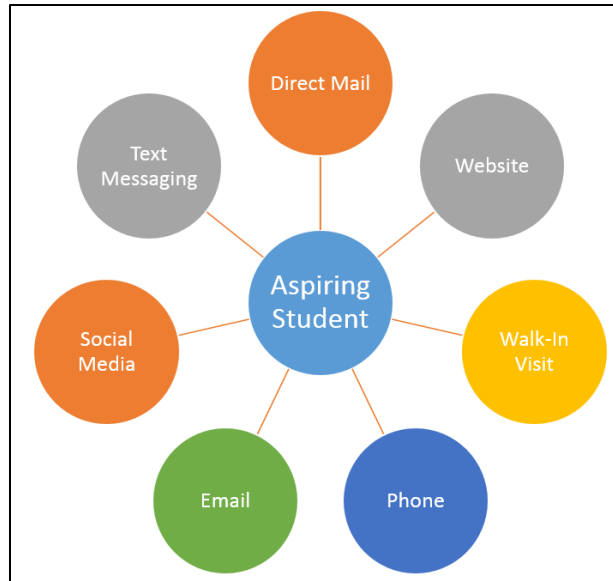 Direct Mail
Text
Messaging
Website
Aspiring
Student
Social
Media
Walk-In
Visit
Email
Phone